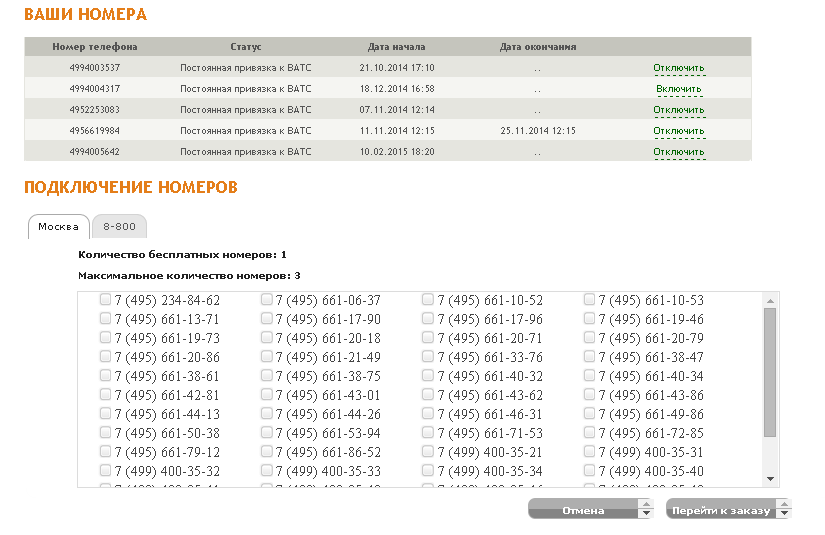 ВАШИ НОМЕРА
Номер телефона Статус Дата начала Дата окончания
4994003537 Постоянная привязка к ВАТС 21.10.2014 17:10 .. Отключить
4994004317 Постоянная привязка к ВАТС 18.12.2014 16:58 .. Включить
4952253083 Постоянная привязка к ВАТС 07.11.2014 12:14 .. Отключить
4956619984 Постоянная привязка к ВАТС 11.11.2014 12:15 25.11.2014 12:15 Отключить
4994005642 Постоянная привязка к ВАТС 10.02.2015 18:20 .. Отключить
ПОДКЛЮЧЕНИЕ НОМЕРОВ
Москва 8-800
Количество бесплатных номеров: 1
Максимальное количество номеров: 3
7 (495) 234-84-62 7 (495) 661-06-37 7 (495) 661-10-52 7 (495) 661-10-53
7 (495) 661-13-71 7 (495) 661-17-90 7 (495) 661-17-96 7 (495) 661-19-46
7 (495) 661-19-73 7 (495) 661-20-18 7 (495) 661-20-71 7 (495) 661-20-79
7 (495) 661-20-86 7 (495) 661-21-49 7 (495) 661-33-76 7 (495) 661-38-47
7 (495) 661-38-61 7 (495) 661-38-75 7 (495) 661-40-32 7 (495) 661-40-34
7 (495) 661-42-81 7 (495) 661-43-01 7 (495) 661-43-62 7 (495) 661-43-86
7 (495) 661-44-13 7 (495) 661-44-26 7 (495) 661-46-31 7 (495) 661-49-86
7 (495) 661-50-38 7 (495) 661-53-94 7 (495) 661-71-53 7 (495) 661-72-85
7 (495) 661-79-12 7 (495) 661-86-52 7 (499) 400-35-21 7 (499) 400-35-31
7 (499) 400-35-32 7 (499) 400-35-33 7 (499) 400-35-34 7 (499) 400-35-40
Отмена Перейти к заказу